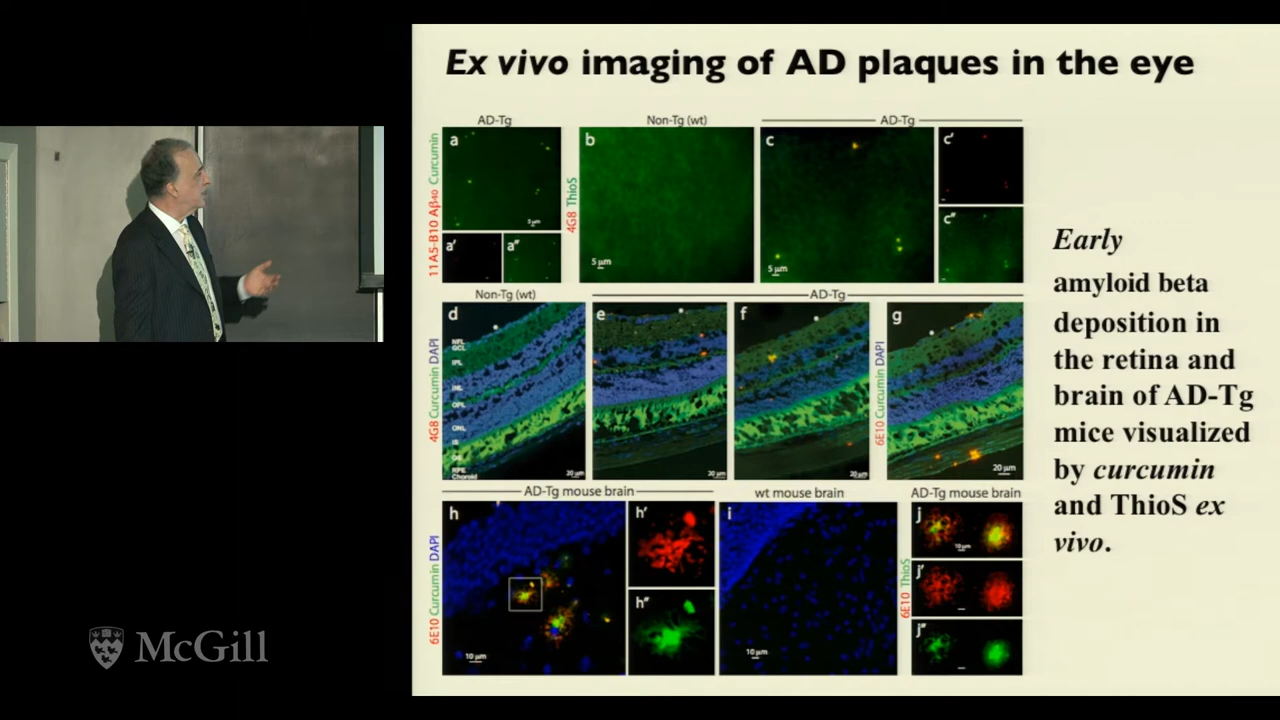 Ex vivo imaging of AD plaques in the eye
AD-Tg
Non-Tg (wt)
AD-Tg
11A5-B10 Aβ40 Curcumin
a
5 μm
a'
a"
4G8 ThioS
b
5 μm
c
5 μm
c'
c"
Non-Tg (wt)
AD-Tg
4G8 Curcumin DAPI
d
NFL
GCL
IPL
INL
OPL
ONL
IS
OS
RPE
Choroid
20 μm
e
20 μm
f
20 μm
6E10 Curcumin DAPI
g
20 μm
AD-Tg mouse brain
wt mouse brain
AD-Tg mouse brain
6E10 Curcumin DAPI
h
10 μm
h'
h"
i
10 μm
6E10 ThioS
j
10 μm
j'
j"
Early
amyloid beta
deposition in
the retina and
brain of AD-Tg
mice visualized
by curcumin
and ThioS ex
vivo.
McGill